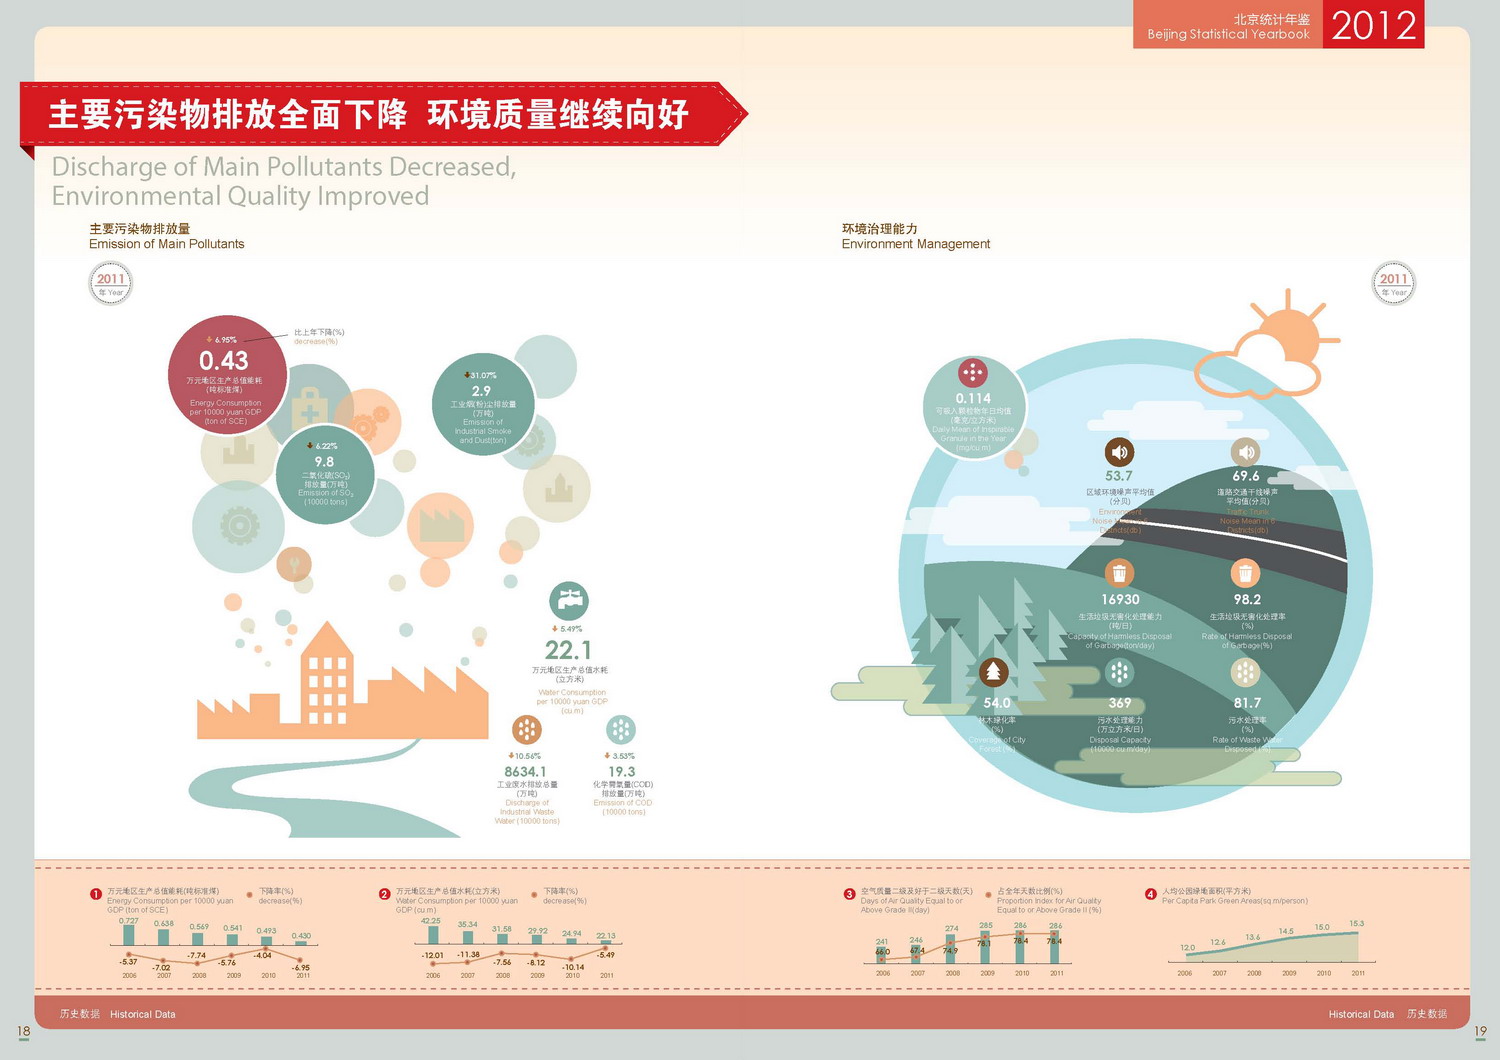 北京统计年鉴
Beijing Statistical Yearbook
2012
主要污染物排放全面下降 环境质量继续向好
Discharge of Main Pollutants Decreased,
Environmental Quality Improved
主要污染物排放量
Emission of Main Pollutants
2011
年 Year
6.95%
0.43
万元地区生产总值能耗
(吨标准煤)
Energy Consumption
per 10000 yuan GDP
(ton of SCE)
比上年下降(%)
decrease(%)
6.22%
9.8
二氧化硫(SO₂)
排放量(万吨)
Emission of SO₂
(10000 tons)
31.07%
2.9
工业烟(粉)尘排放量
(万吨)
Emission of
Industrial Smoke
and Dust(ton)
5.49%
22.1
万元地区生产总值水耗
(立方米)
Water Consumption
per 10000 yuan GDP
(cu.m)
10.56%
8634.1
工业废水排放总量
(万吨)
Discharge of
Industrial Waste
Water (10000 tons)
3.53%
19.3
化学需氧量(COD)
排放量(万吨)
Emission of COD
(10000 tons)
环境治理能力
Environment Management
2011
年 Year
0.114
可吸入颗粒物年日均值
(毫克/立方米)
Daily Mean of Inspirable
Granule in the Year
(mg/cu.m)
53.7
区域环境噪声平均值
(分贝)
Environment
Noise Mean in 8
Districts(db)
69.6
道路交通干线噪声
平均值(分贝)
Traffic Trunk
Noise Mean in 8
Districts(db)
16930
生活垃圾无害化处理能力
(吨/日)
Capacity of Harmless Disposal
of Garbage(ton/day)
98.2
生活垃圾无害化处理率
(%)
Rate of Harmless Disposal
of Garbage(%)
54.0
林木绿化率
(%)
Coverage of City
Forest (%)
369
污水处理能力
(万立方米/日)
Disposal Capacity
(10000 cu.m/day)
81.7
污水处理率
(%)
Rate of Waste Water
Disposed (%)
1 万元地区生产总值能耗(吨标准煤)
Energy Consumption per 10000 yuan
GDP (ton of SCE)
下降率(%)
decrease(%)
0.727 0.638 0.569 0.541 0.493 0.430
-5.37 -7.02 -7.74 -5.76 -4.04 -6.95
2006 2007 2008 2009 2010 2011
2 万元地区生产总值水耗(立方米)
Water Consumption per 10000 yuan
GDP (cu.m)
下降率(%)
decrease(%)
42.25 35.34 31.58 29.92 24.94 22.13
-12.01 -11.38 -7.56 -8.12 -10.14 -5.49
2006 2007 2008 2009 2010 2011
3 空气质量二级及好于二级天数(天)
Days of Air Quality Equal to or
Above Grade II(day)
占全年天数比例(%)
Proportion Index for Air Quality
Equal to or Above Grade II (%)
241 246 274 285 286 286
66.0 67.4 74.9 78.1 78.4 78.4
2006 2007 2008 2009 2010 2011
4 人均公园绿地面积(平方米)
Per Capita Park Green Areas(sq.m/person)
12.0 12.6 13.6 14.5 15.0 15.3
2006 2007 2008 2009 2010 2011
历史数据 Historical Data
Historical Data 历史数据
18
19